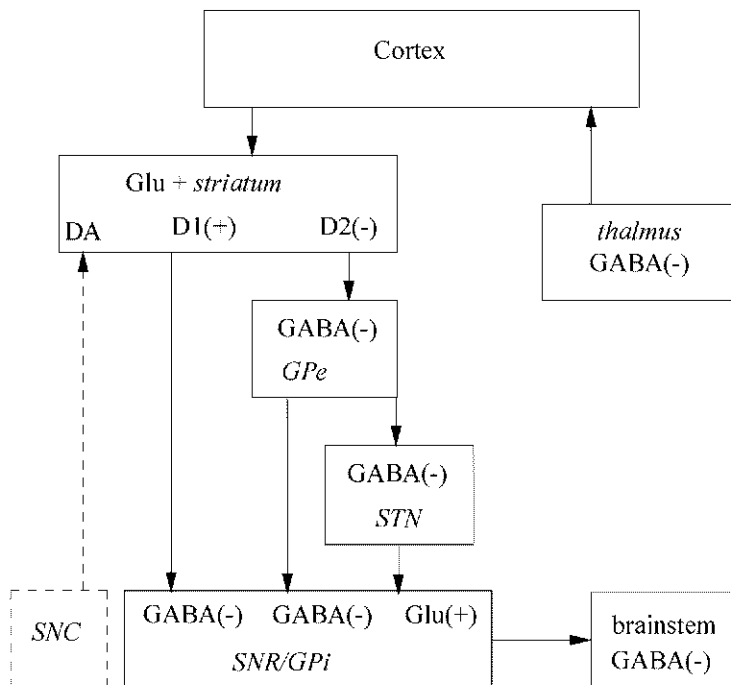 Cortex
Glu + striatum
DA D1(+) D2(-)
thalmus
GABA(-)
GABA(-)
GPe
GABA(-)
STN
SNC
GABA(-) GABA(-) Glu(+)
SNR/GPi
brainstem
GABA(-)